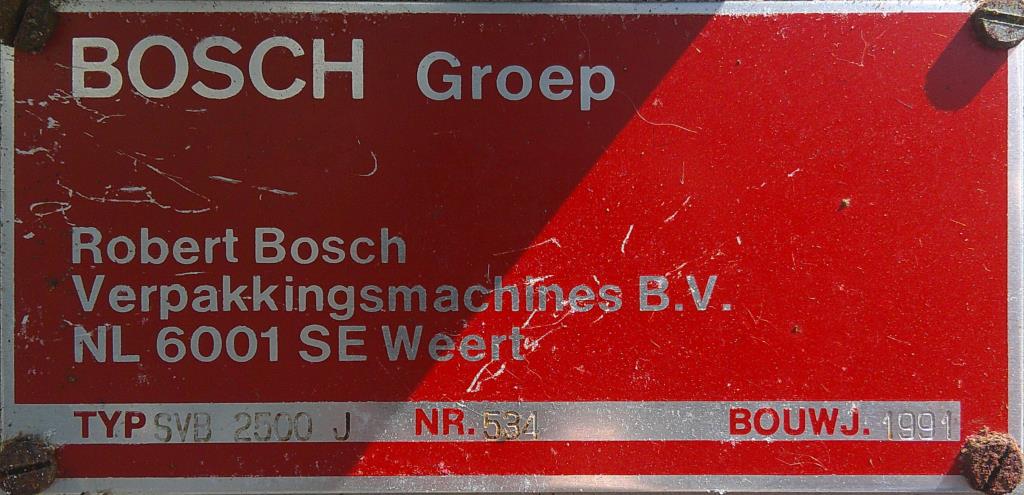 BOSCH Groep
Robert Bosch
Verpakkingsmachines B.V.
NL 6001 SE Weert
TYP SVB 2500 J NR. 534 BOUWJ. 1991